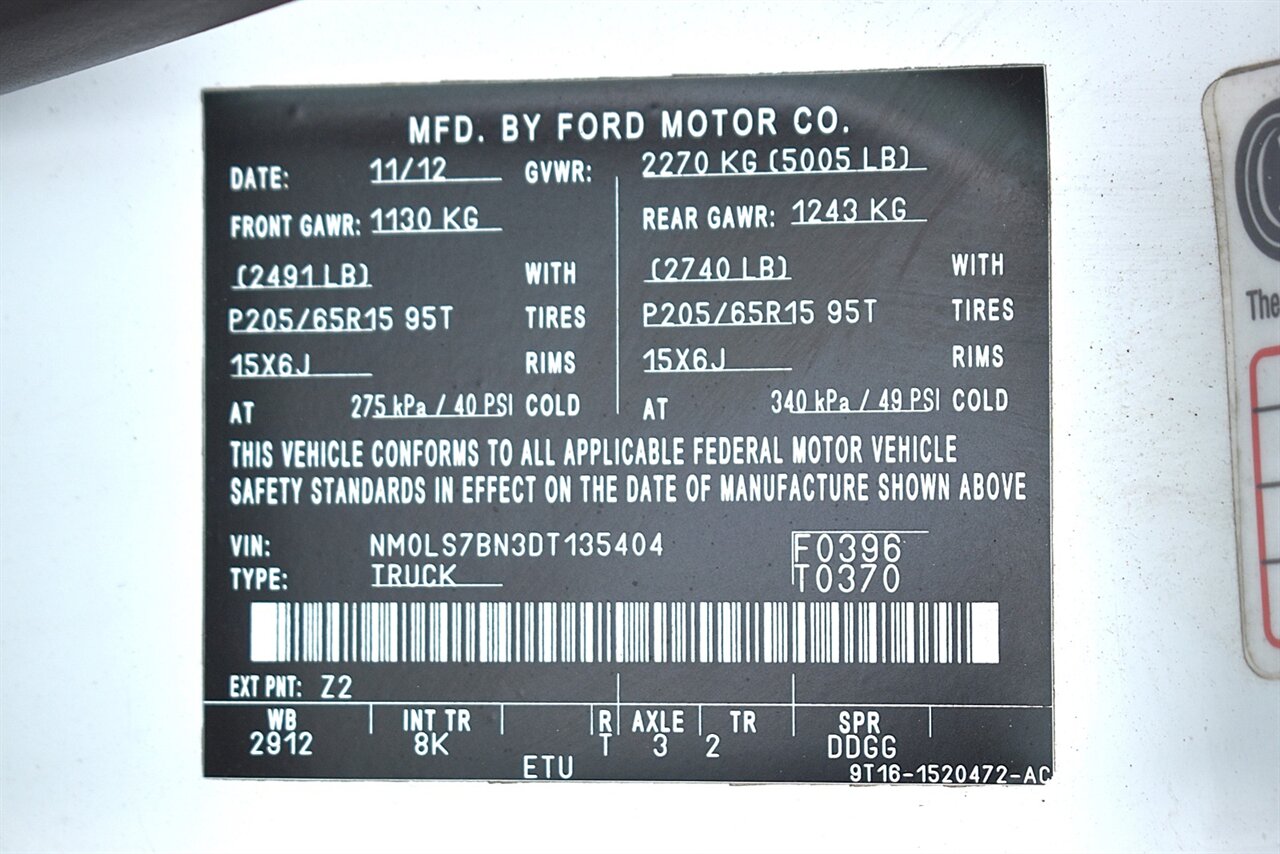 MFD. BY FORD MOTOR CO.
DATE: 11/12 GVWR: 2270 KG (5005 LB)
FRONT GAWR: 1130 KG REAR GAWR: 1243 KG
(2491 LB) WITH (2740 LB) WITH
P205/65R15 95T TIRES P205/65R15 95T TIRES
15X6J RIMS 15X6J RIMS
AT 275 kPa / 40 PSI COLD AT 340 kPa / 49 PSI COLD
THIS VEHICLE CONFORMS TO ALL APPLICABLE FEDERAL MOTOR VEHICLE
SAFETY STANDARDS IN EFFECT ON THE DATE OF MANUFACTURE SHOWN ABOVE
VIN: NM0LS7BN3DT135404 F0396
TYPE: TRUCK T0370
EXT PNT: Z2
WB INT TR R AXLE TR SPR
2912 8K T 3 2 DDGG
ETU 9T16-1520472-AC
The